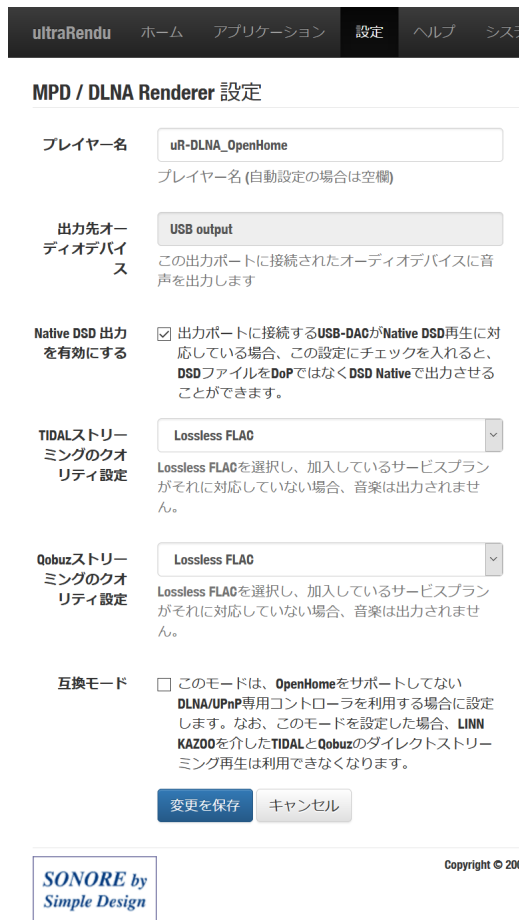 ultraRendu ホーム アプリケーション 設定 ヘルプ シス
MPD / DLNA Renderer 設定
プレイヤー名
uR-DLNA_OpenHome
プレイヤー名 (自動設定の場合は空欄)
出力先オー
ディオデバイ
ス
USB output
この出力ポートに接続されたオーディオデバイスに音
声を出力します
Native DSD 出力
を有効にする
出力ポートに接続するUSB-DACがNative DSD再生に対
応している場合、この設定にチェックを入れると、
DSDファイルをDoPではなくDSD Nativeで出力させる
ことができます。
TIDALストリー
ミングのクオ
リティ設定
Lossless FLAC
Lossless FLACを選択し、加入しているサービスプラン
がそれに対応していない場合、音楽は出力されませ
ん。
Qobuzストリー
ミングのクオ
リティ設定
Lossless FLAC
Lossless FLACを選択し、加入しているサービスプラン
がそれに対応していない場合、音楽は出力されませ
ん。
互換モード
このモードは、OpenHomeをサポートしてない
DLNA/UPnP専用コントローラを利用する場合に設定
します。なお、このモードを設定した場合、LINN
KAZOOを介したTIDALとQobuzのダイレクトストリー
ミング再生は利用できなくなります。
変更を保存 キャンセル
SONORE by
Simple Design
Copyright © 200